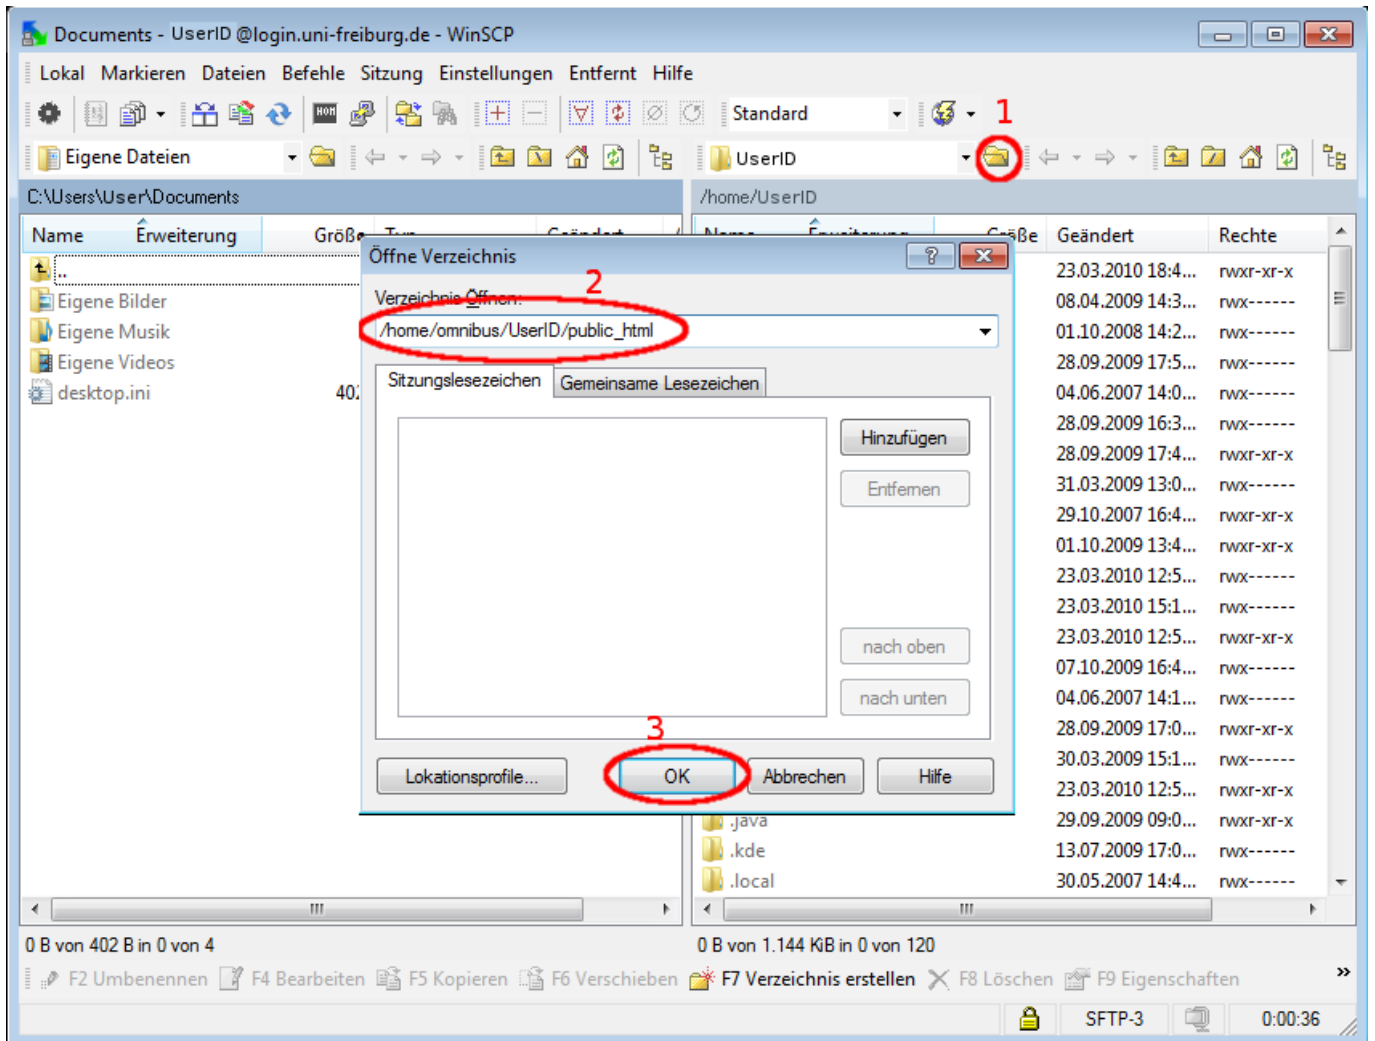 Documents - UserID @login.uni-freiburg.de - WinSCP
Lokal Markieren Dateien Befehle Sitzung Einstellungen Entfernt Hilfe
Standard
1
Eigene Dateien
UserID
C:\Users\User\Documents
/home/UserID
Name Erweiterung Größe
Geändert Rechte
..
Eigene Bilder
Eigene Musik
Eigene Videos
desktop.ini 402
Öffne Verzeichnis
2
Verzeichnis Öffnen:
/home/omnibus/UserID/public_html
Sitzungslesezeichen Gemeinsame Lesezeichen
Hinzufügen
Entfernen
nach oben
nach unten
3
Lokationsprofile... OK Abbrechen Hilfe
23.03.2010 18:4... rwxr-xr-x
08.04.2009 14:3... rwx------
01.10.2008 14:2... rwx------
28.09.2009 17:5... rwx------
04.06.2007 14:0... rwx------
28.09.2009 16:3... rwx------
28.09.2009 17:4... rwxr-xr-x
31.03.2009 13:0... rwx------
29.10.2007 16:4... rwxr-xr-x
01.10.2009 13:4... rwxr-xr-x
23.03.2010 12:5... rwx------
23.03.2010 15:1... rwx------
23.03.2010 12:5... rwxr-xr-x
07.10.2009 16:4... rwx------
04.06.2007 14:1... rwx------
28.09.2009 17:0... rwxr-xr-x
30.03.2009 15:1... rwx------
23.03.2010 12:5... rwxr-xr-x
.java 29.09.2009 09:0... rwxr-xr-x
.kde 13.07.2009 17:0... rwx------
.local 30.05.2007 14:4... rwx------
0 B von 402 B in 0 von 4
0 B von 1.144 KiB in 0 von 120
F2 Umbenennen F4 Bearbeiten F5 Kopieren F6 Verschieben F7 Verzeichnis erstellen F8 Löschen F9 Eigenschaften
SFTP-3 0:00:36